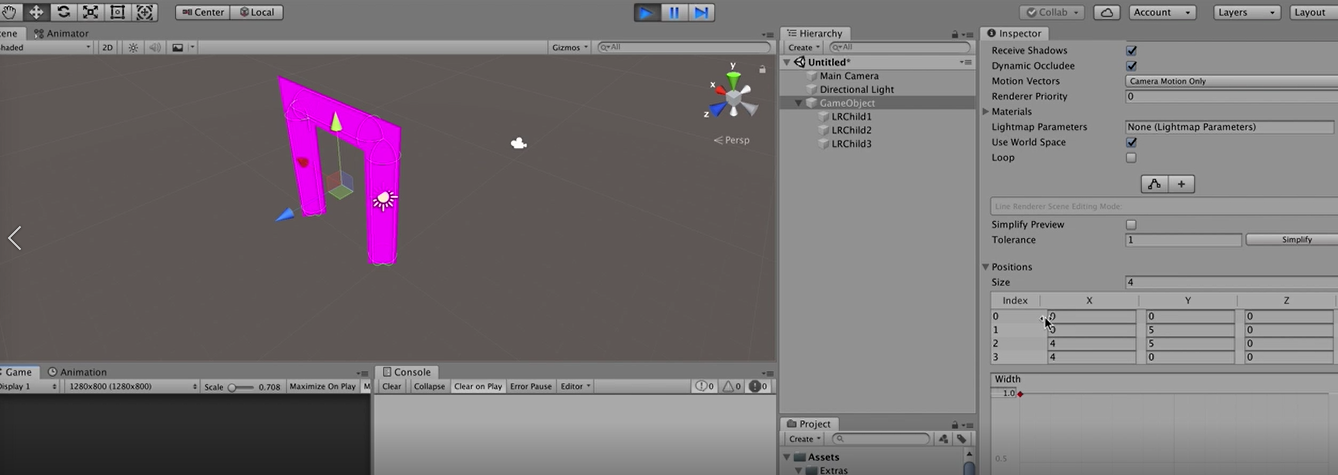 Center Local Collab Account Layers Layout
ene Animator Hierarchy Inspector
haded 2D Gizmos All Create All
Receive Shadows
Untitled*
Dynamic Occludee
Main Camera
Motion Vectors Camera Motion Only
Directional Light
Renderer Priority 0
GameObject
Materials
LRChild1
Lightmap Parameters None (Lightmap Parameters)
LRChild2
Use World Space
LRChild3
Loop
y
x
z
Persp
Line Renderer Scene Editing Mode:
Simplify Preview
Tolerance 1 Simplify
Positions
Size 4
Index X Y Z
0 0 0 0
1 0 5 0
2 4 5 0
3 4 0 0
Game Animation Console
Width
isplay 1 1280x800 (1280x800) Scale 0.708 Maximize On Play M Clear Collapse Clear on Play Error Pause Editor 0 0 0
1.0
Project
Create
Assets
0.5
Extras